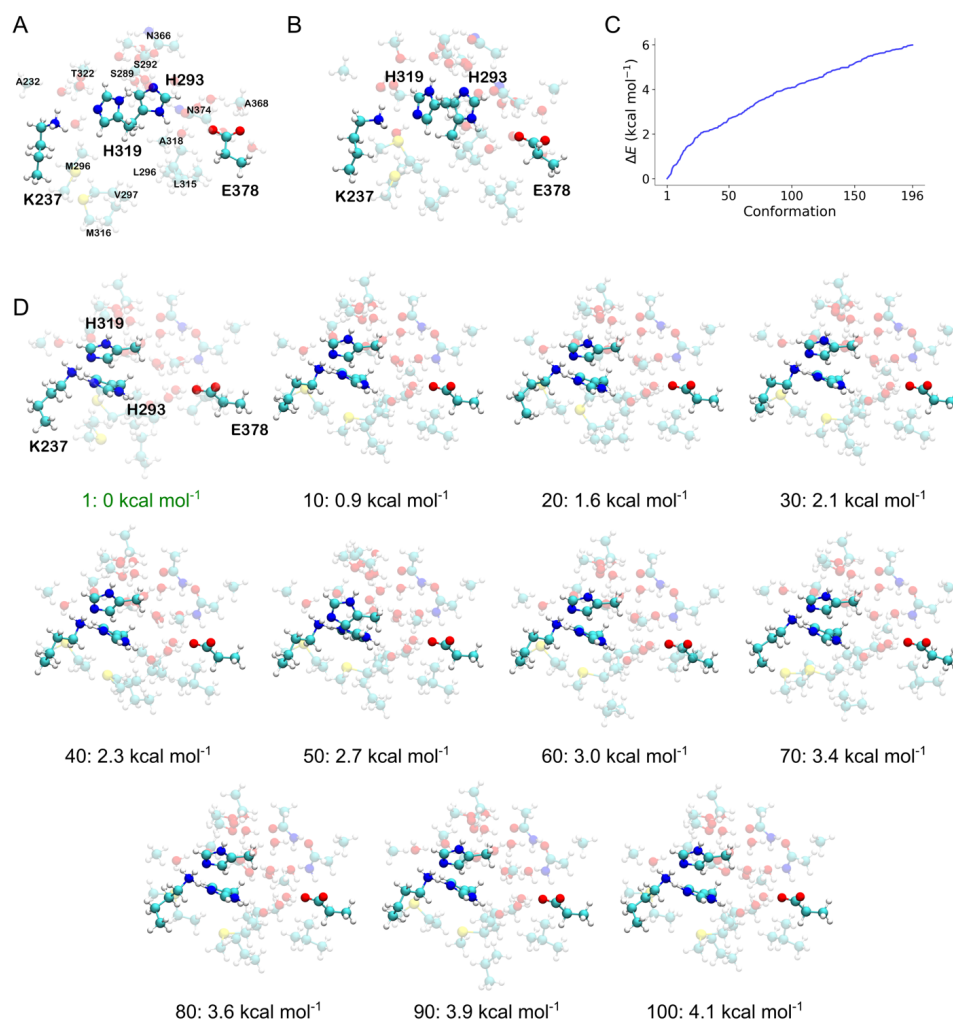 A
N366
S292
S289
T322
A232
H293
N374
A368
H319
A318
M296
L296
L315
K237
V297
E378
M316
B
H319
H293
K237
E378
C
ΔE (kcal mol⁻¹)
6
4
2
0
1
50
100
150
196
Conformation
D
H319
H293
K237
E378
1: 0 kcal mol⁻¹
10: 0.9 kcal mol⁻¹
20: 1.6 kcal mol⁻¹
30: 2.1 kcal mol⁻¹
40: 2.3 kcal mol⁻¹
50: 2.7 kcal mol⁻¹
60: 3.0 kcal mol⁻¹
70: 3.4 kcal mol⁻¹
80: 3.6 kcal mol⁻¹
90: 3.9 kcal mol⁻¹
100: 4.1 kcal mol⁻¹